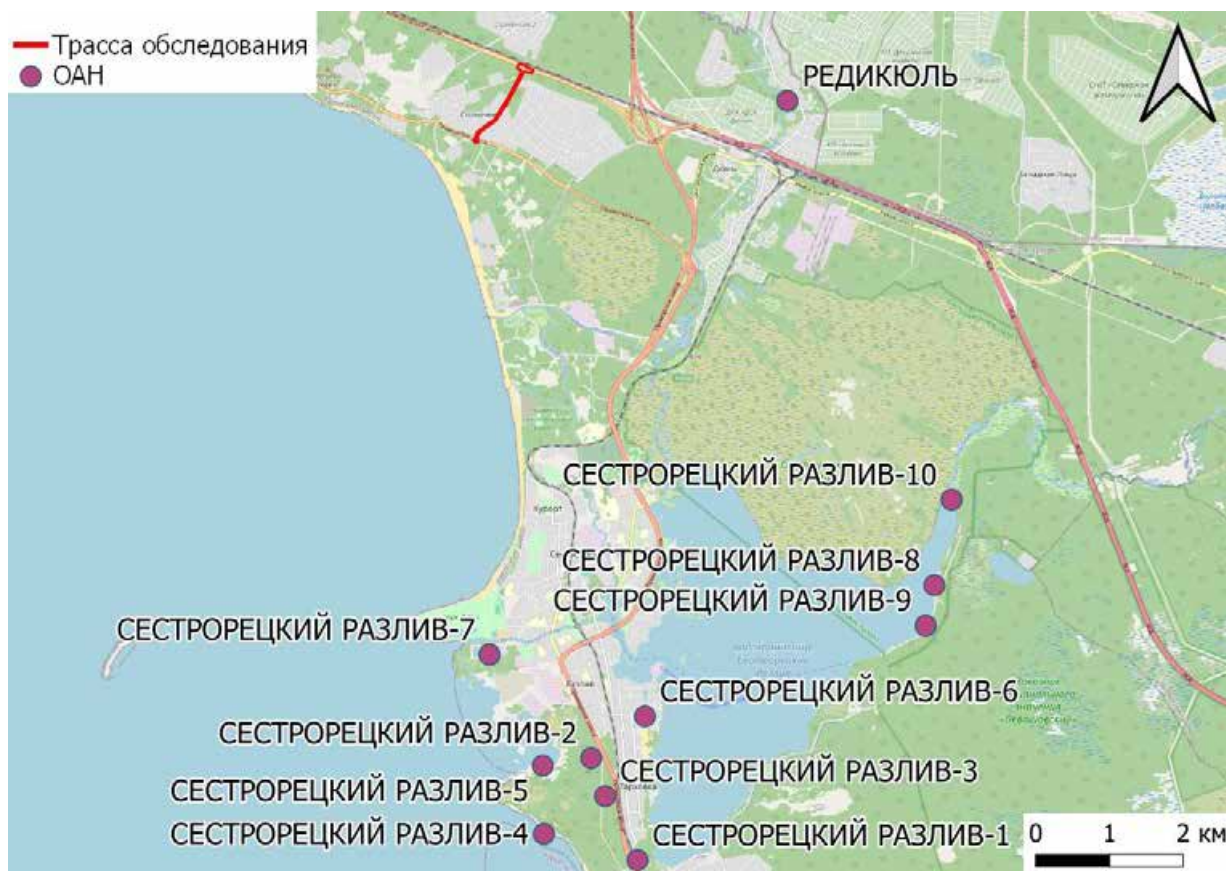 Трасса обследования
ОАН
РЕДИКЮЛЬ
СЕСТРОРЕЦКИЙ РАЗЛИВ-10
Курорт
СЕСТРОРЕЦКИЙ РАЗЛИВ-8
СЕСТРОРЕЦКИЙ РАЗЛИВ-9
СЕСТРОРЕЦКИЙ РАЗЛИВ-7
СЕСТРОРЕЦКИЙ РАЗЛИВ-6
СЕСТРОРЕЦКИЙ РАЗЛИВ-2
СЕСТРОРЕЦКИЙ РАЗЛИВ-3
Тарховка
СЕСТРОРЕЦКИЙ РАЗЛИВ-5
СЕСТРОРЕЦКИЙ РАЗЛИВ-4
СЕСТРОРЕЦКИЙ РАЗЛИВ-1
0 1 2 км